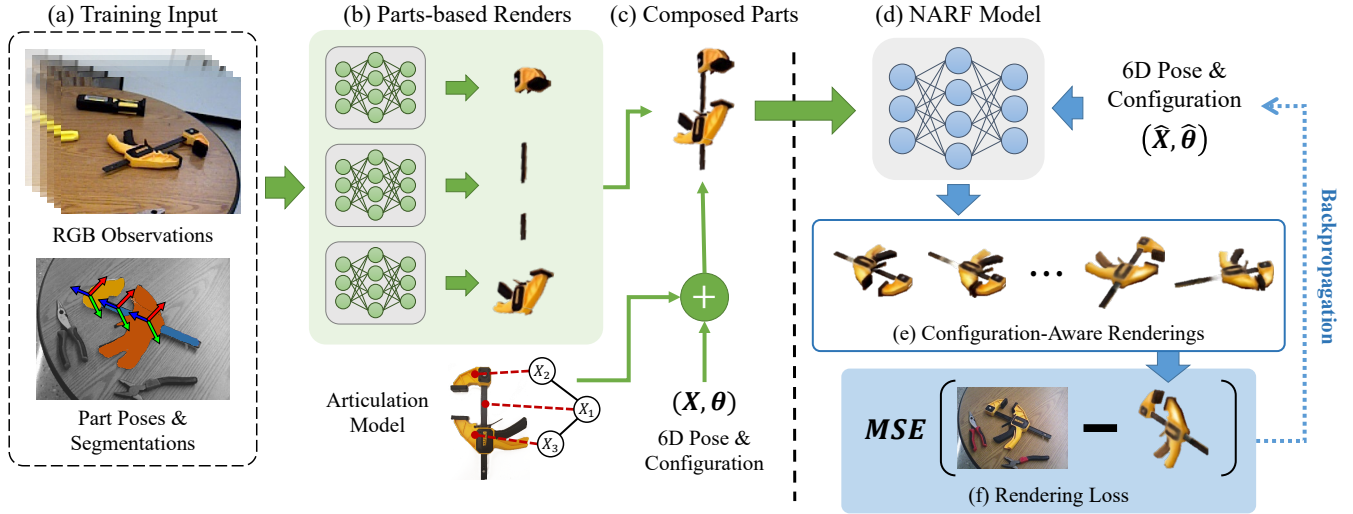 (a) Training Input
RGB Observations
Part Poses &
Segmentations
(b) Parts-based Renders
Articulation
Model
X₂
X₁
X₃
(c) Composed Parts
+
(X, θ)
6D Pose &
Configuration
(d) NARF Model
6D Pose &
Configuration
(X̂, θ̂)
Backpropagation
(e) Configuration-Aware Renderings
MSE
(f) Rendering Loss